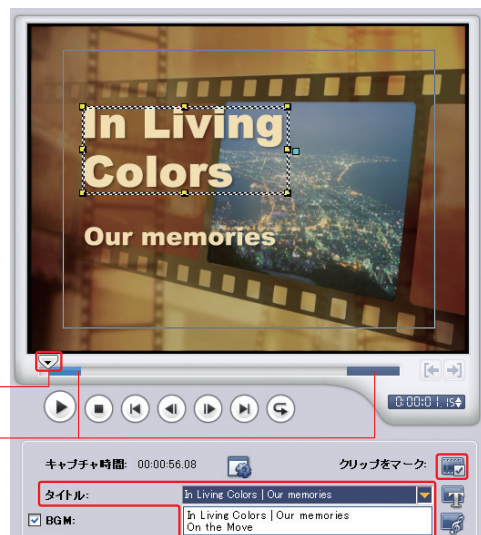 In Living
Colors
Our memories
0:00:01.15
キャプチャ時間: 00:00:56.08
クリップをマーク:
タイトル:
In Living Colors | Our memories
BGM:
In Living Colors | Our memories
On the Move